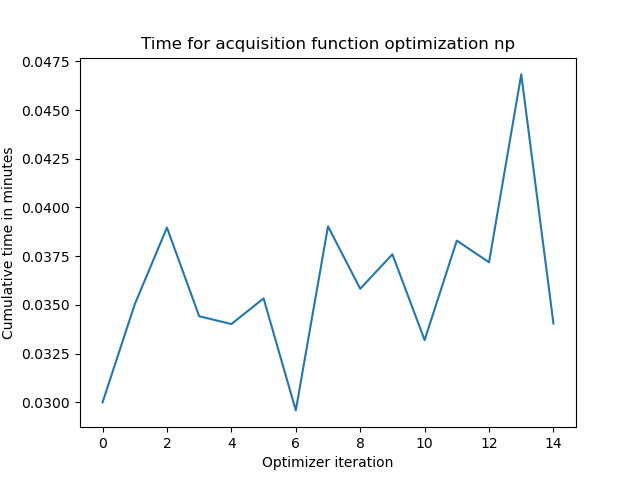 Time for acquisition function optimization np
0.0475
0.0450
0.0425
0.0400
0.0375
0.0350
0.0325
0.0300
Cumulative time in minutes
0 2 4 6 8 10 12 14
Optimizer iteration